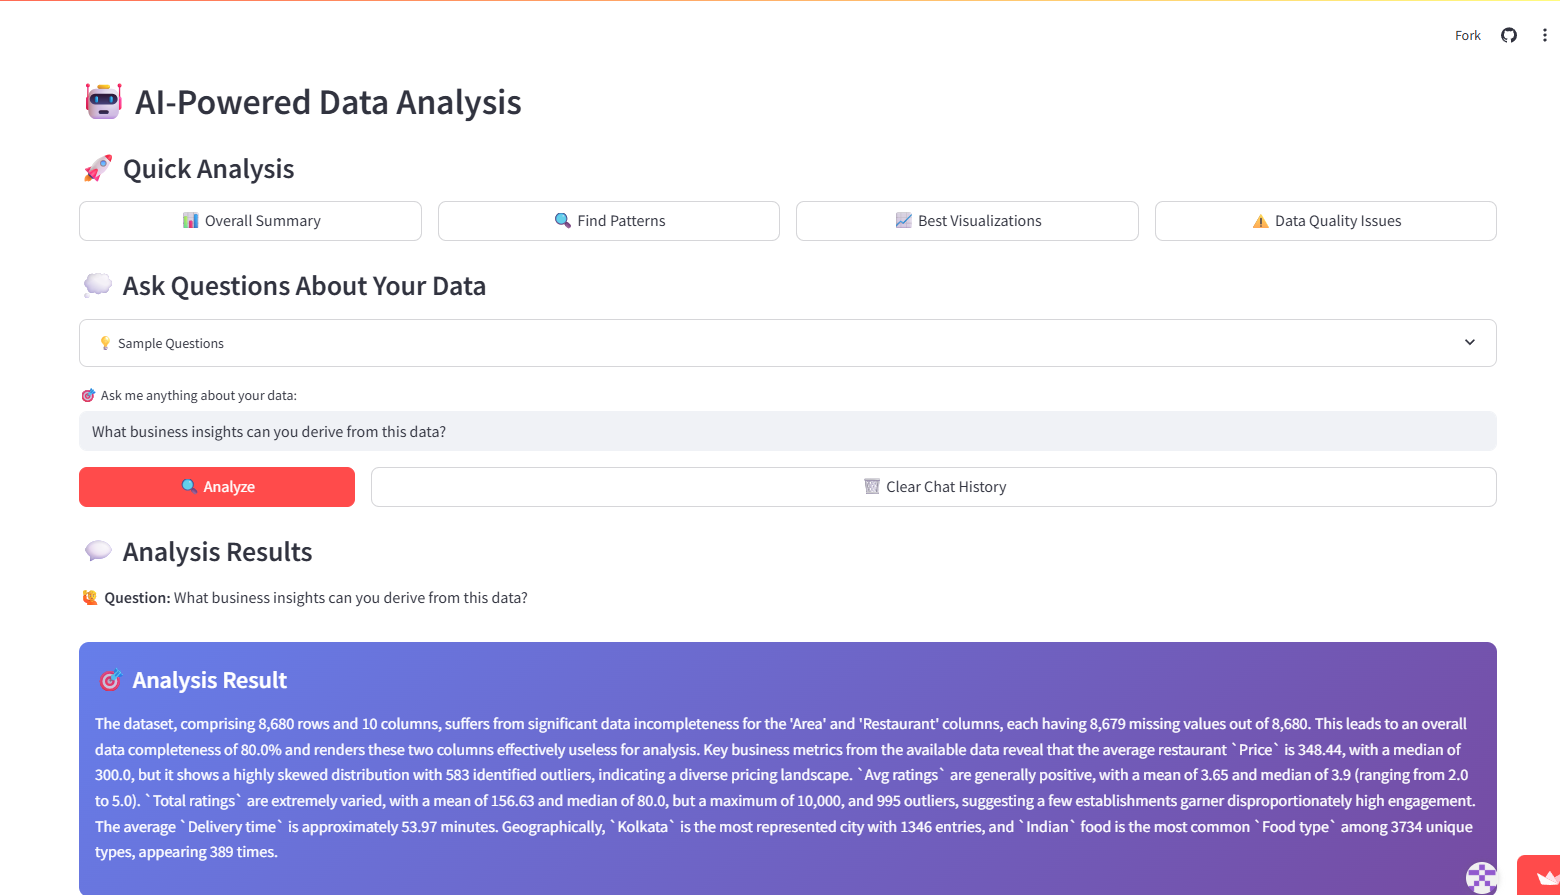 Fork
AI-Powered Data Analysis
Quick Analysis
Overall Summary
Find Patterns
Best Visualizations
Data Quality Issues
Ask Questions About Your Data
Sample Questions
Ask me anything about your data:
What business insights can you derive from this data?
Analyze
Clear Chat History
Analysis Results
Question: What business insights can you derive from this data?
Analysis Result
The dataset, comprising 8,680 rows and 10 columns, suffers from significant data incompleteness for the 'Area' and 'Restaurant' columns, each having 8,679 missing values out of 8,680. This leads to an overall
data completeness of 80.0% and renders these two columns effectively useless for analysis. Key business metrics from the available data reveal that the average restaurant `Price` is 348.44, with a median of
300.0, but it shows a highly skewed distribution with 583 identified outliers, indicating a diverse pricing landscape. `Avg ratings` are generally positive, with a mean of 3.65 and median of 3.9 (ranging from 2.0
to 5.0). `Total ratings` are extremely varied, with a mean of 156.63 and median of 80.0, but a maximum of 10,000, and 995 outliers, suggesting a few establishments garner disproportionately high engagement.
The average `Delivery time` is approximately 53.97 minutes. Geographically, `Kolkata` is the most represented city with 1346 entries, and `Indian` food is the most common `Food type` among 3734 unique
types, appearing 389 times.